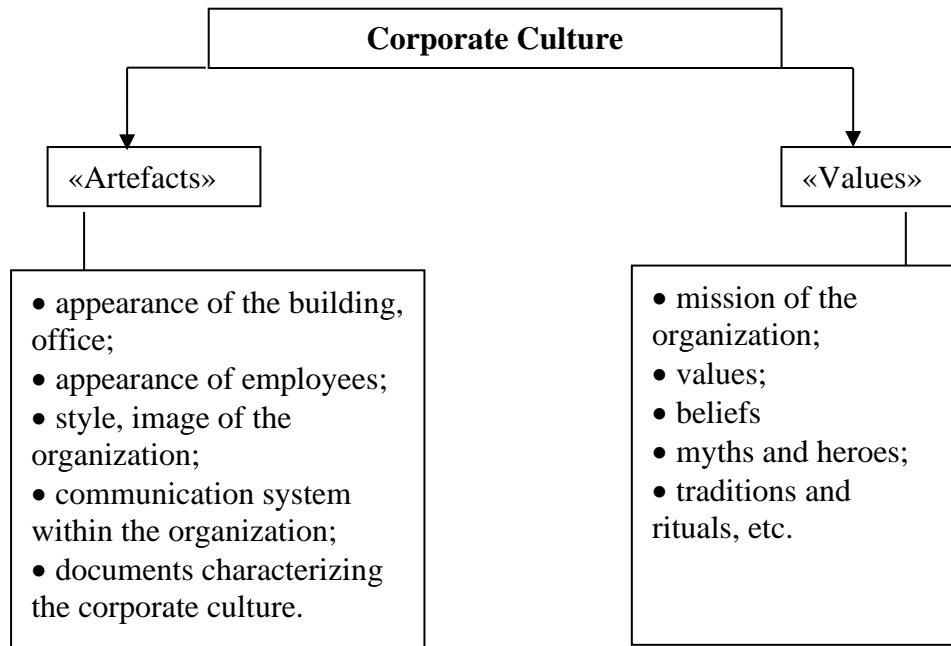 Corporate Culture
«Artefacts»
«Values»
• appearance of the building,
office;
• appearance of employees;
• style, image of the
organization;
• communication system
within the organization;
• documents characterizing
the corporate culture.
• mission of the
organization;
• values;
• beliefs
• myths and heroes;
• traditions and
rituals, etc.